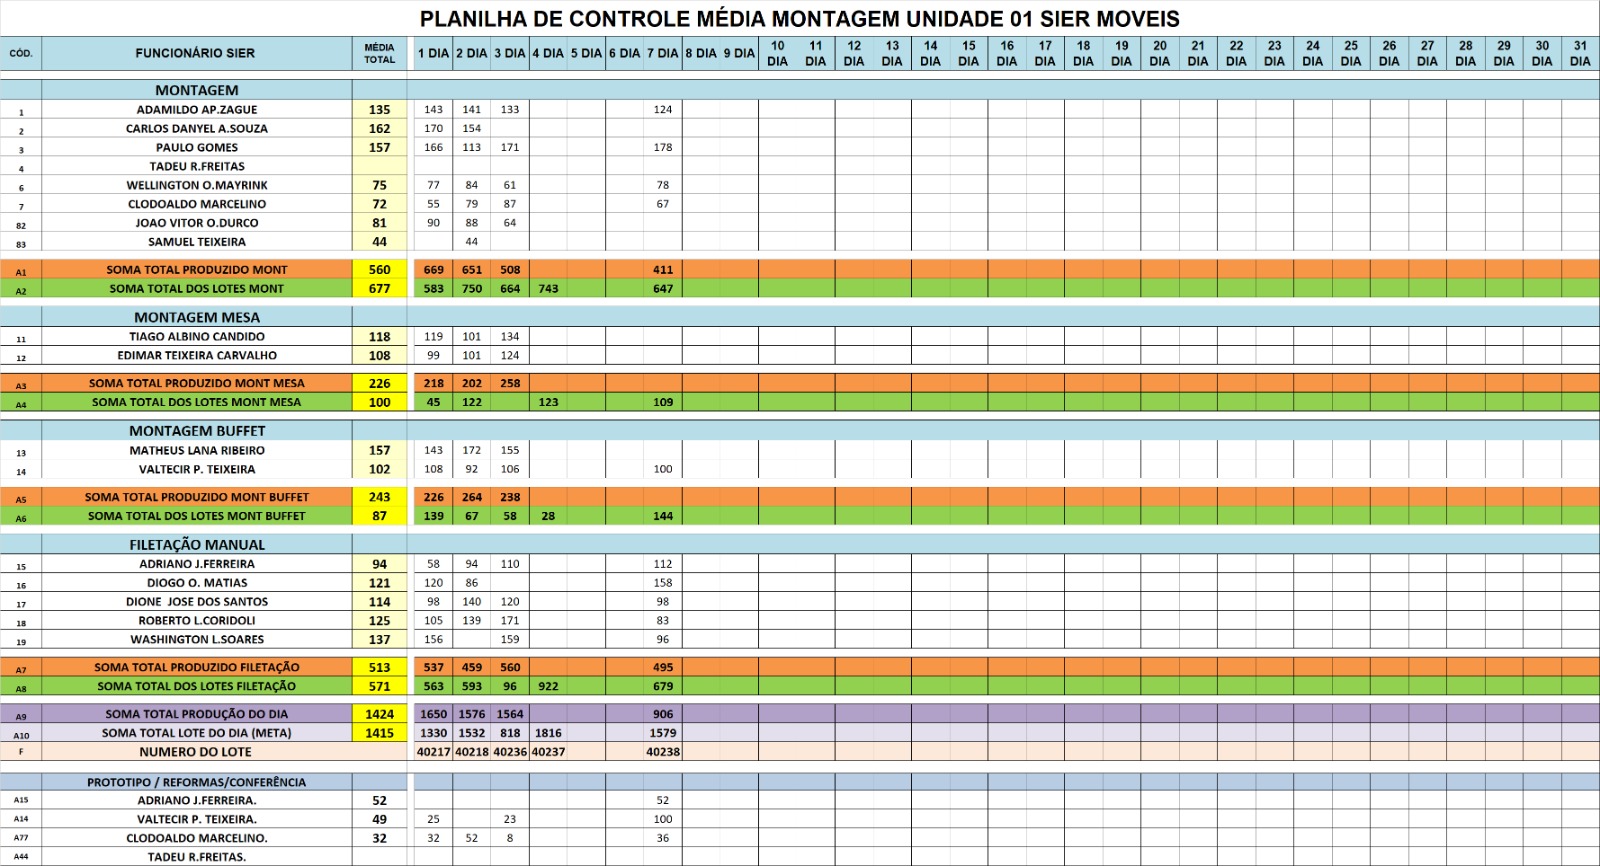 PLANILHA DE CONTROLE MÉDIA MONTAGEM UNIDADE 01 SIER MOVEIS
CÓD. FUNCIONÁRIO SIER MÉDIA TOTAL 1 DIA 2 DIA 3 DIA 4 DIA 5 DIA 6 DIA 7 DIA 8 DIA 9 DIA 10 DIA 11 DIA 12 DIA 13 DIA 14 DIA 15 DIA 16 DIA 17 DIA 18 DIA 19 DIA 20 DIA 21 DIA 22 DIA 23 DIA 24 DIA 25 DIA 26 DIA 27 DIA 28 DIA 29 DIA 30 DIA 31 DIA
MONTAGEM
1 ADAMILDO AP.ZAGUE 135 143 141 133 124
2 CARLOS DANYEL A.SOUZA 162 170 154
3 PAULO GOMES 157 166 113 171 178
4 TADEU R.FREITAS
6 WELLINGTON O.MAYRINK 75 77 84 61 78
7 CLODOALDO MARCELINO 72 55 79 87 67
82 JOAO VITOR O.DURCO 81 90 88 64
83 SAMUEL TEIXEIRA 44 44
A1 SOMA TOTAL PRODUZIDO MONT 560 669 651 508 411
A2 SOMA TOTAL DOS LOTES MONT 677 583 750 664 743 647
MONTAGEM MESA
11 TIAGO ALBINO CANDIDO 118 119 101 134
12 EDIMAR TEIXEIRA CARVALHO 108 99 101 124
A3 SOMA TOTAL PRODUZIDO MONT MESA 226 218 202 258
A4 SOMA TOTAL DOS LOTES MONT MESA 100 45 122 123 109
MONTAGEM BUFFET
13 MATHEUS LANA RIBEIRO 157 143 172 155
14 VALTECIR P. TEIXEIRA 102 108 92 106 100
A5 SOMA TOTAL PRODUZIDO MONT BUFFET 243 226 264 238
A6 SOMA TOTAL DOS LOTES MONT BUFFET 87 139 67 58 28 144
FILETAÇÃO MANUAL
15 ADRIANO J.FERREIRA 94 58 94 110 112
16 DIOGO O. MATIAS 121 120 86 158
17 DIONE JOSE DOS SANTOS 114 98 140 120 98
18 ROBERTO L.CORIDOLI 125 105 139 171 83
19 WASHINGTON L.SOARES 137 156 159 96
A7 SOMA TOTAL PRODUZIDO FILETAÇÃO 513 537 459 560 495
A8 SOMA TOTAL DOS LOTES FILETAÇÃO 571 563 593 96 922 679
A9 SOMA TOTAL PRODUÇÃO DO DIA 1424 1650 1576 1564 906
A10 SOMA TOTAL LOTE DO DIA (META) 1415 1330 1532 818 1816 1579
F NUMERO DO LOTE 40217 40218 40236 40237 40238
PROTOTIPO / REFORMAS/CONFERÊNCIA
A15 ADRIANO J.FERREIRA. 52 52
A14 VALTECIR P. TEIXEIRA. 49 25 23 100
A77 CLODOALDO MARCELINO. 32 32 52 8 36
A44 TADEU R.FREITAS.